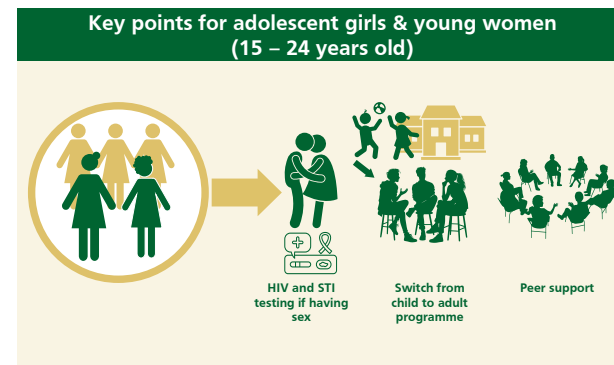 Key points for adolescent girls & young women
(15 – 24 years old)
HIV and STI
testing if having
sex
Switch from
child to adult
programme
Peer support